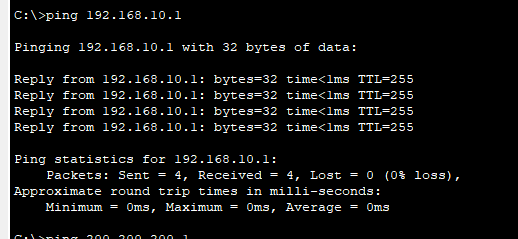 C:\>ping 192.168.10.1
Pinging 192.168.10.1 with 32 bytes of data:
Reply from 192.168.10.1: bytes=32 time<1ms TTL=255
Reply from 192.168.10.1: bytes=32 time<1ms TTL=255
Reply from 192.168.10.1: bytes=32 time<1ms TTL=255
Reply from 192.168.10.1: bytes=32 time<1ms TTL=255
Ping statistics for 192.168.10.1:
Packets: Sent = 4, Received = 4, Lost = 0 (0% loss),
Approximate round trip times in milli-seconds:
Minimum = 0ms, Maximum = 0ms, Average = 0ms
C:\>ping 200.200.200.1